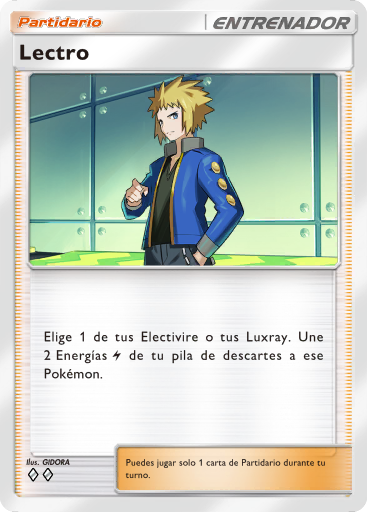 Partidario
ENTRENADOR
Lectro
Elige 1 de tus Electivire o tus Luxray. Une
2 Energías de tu pila de descartes a ese
Pokémon.
Ilus. GIDORA
Puedes jugar solo 1 carta de Partidario durante tu
turno.